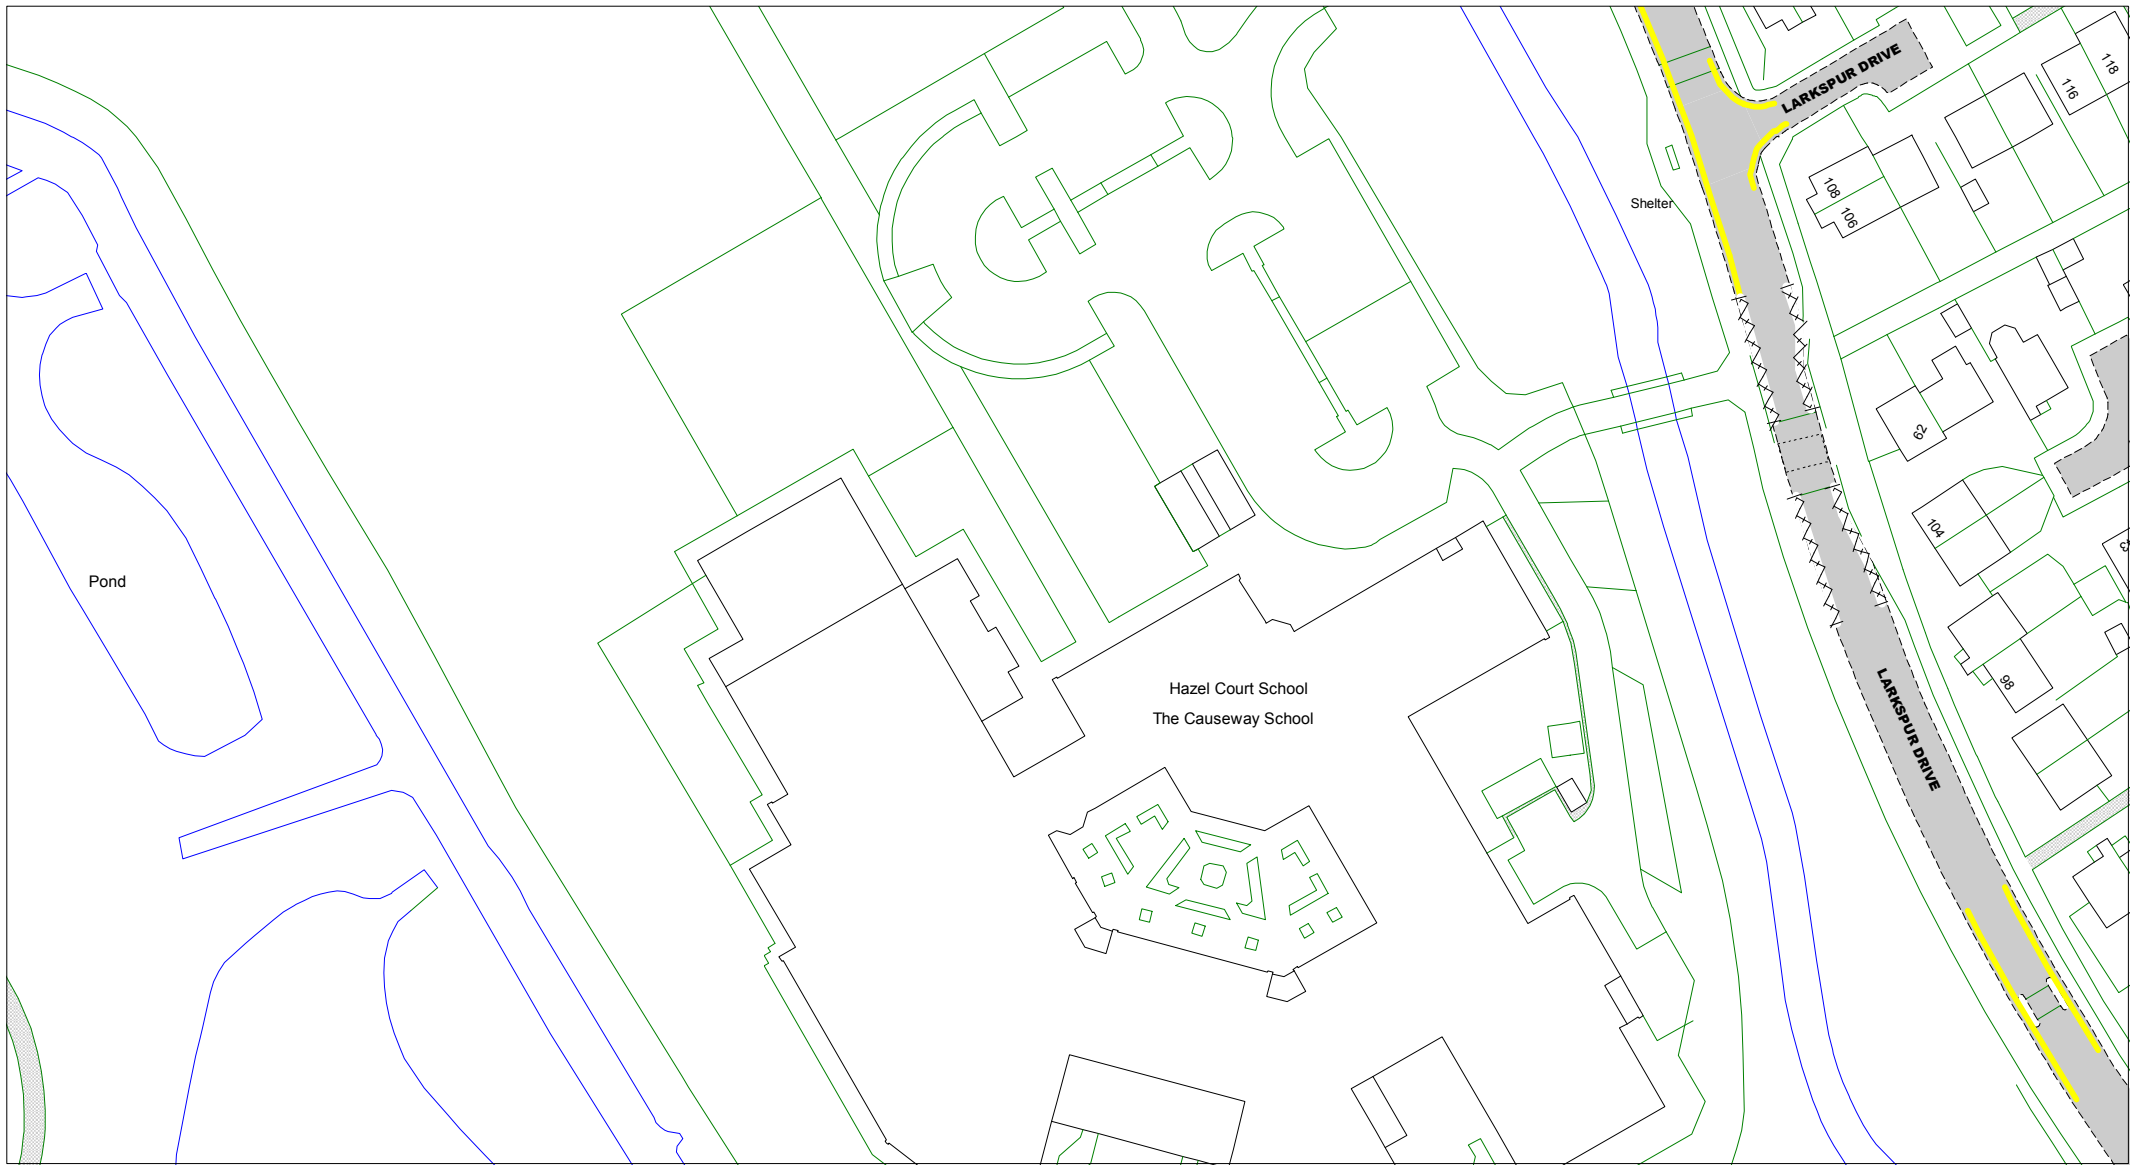 LARKSPUR DRIVE
118
116
108
106
Shelter
62
104
Pond
98
Hazel Court School
The Causeway School
LARKSPUR DRIVE